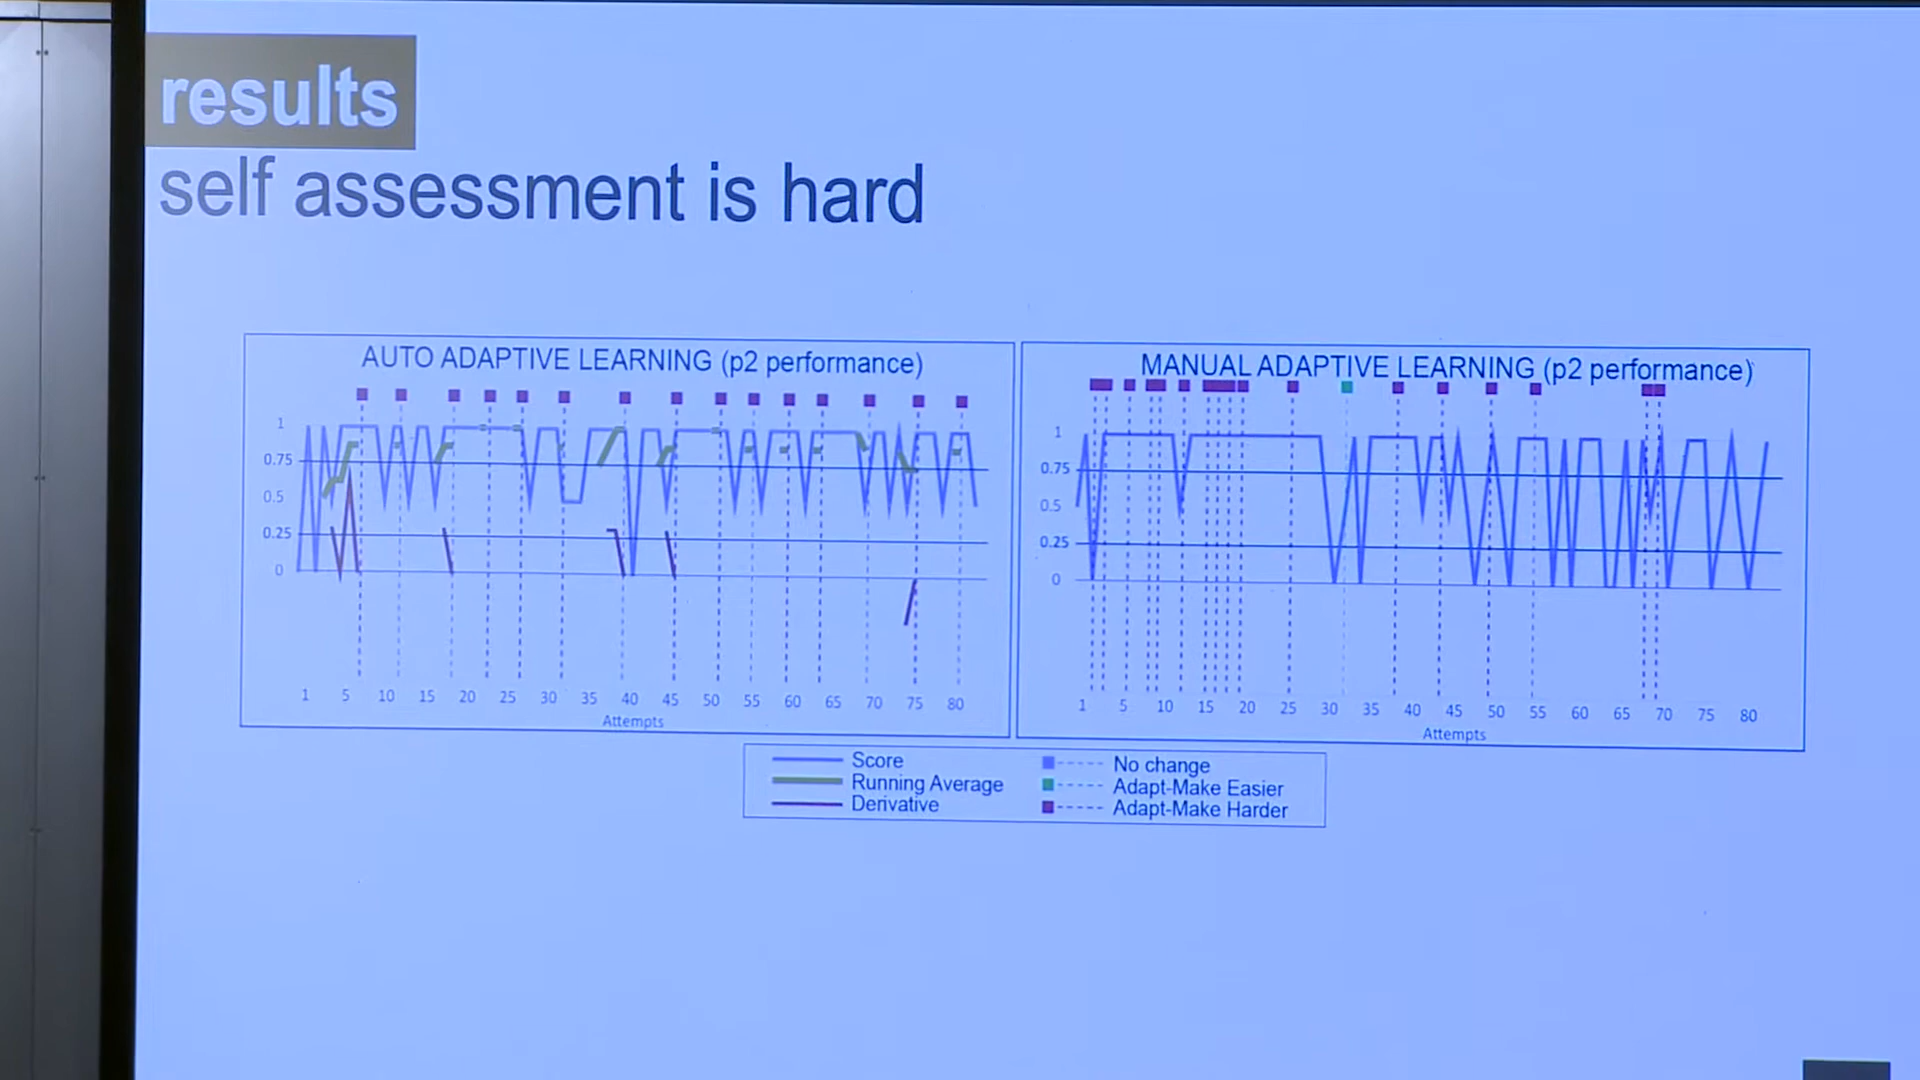 results
self assessment is hard
AUTO ADAPTIVE LEARNING (p2 performance)
1
0.75
0.5
0.25
0
1 5 10 15 20 25 30 35 40 45 50 55 60 65 70 75 80
Attempts
MANUAL ADAPTIVE LEARNING (p2 performance)
1
0.75
0.5
0.25
0
1 5 10 15 20 25 30 35 40 45 50 55 60 65 70 75 80
Attempts
Score
Running Average
Derivative
No change
Adapt-Make Easier
Adapt-Make Harder